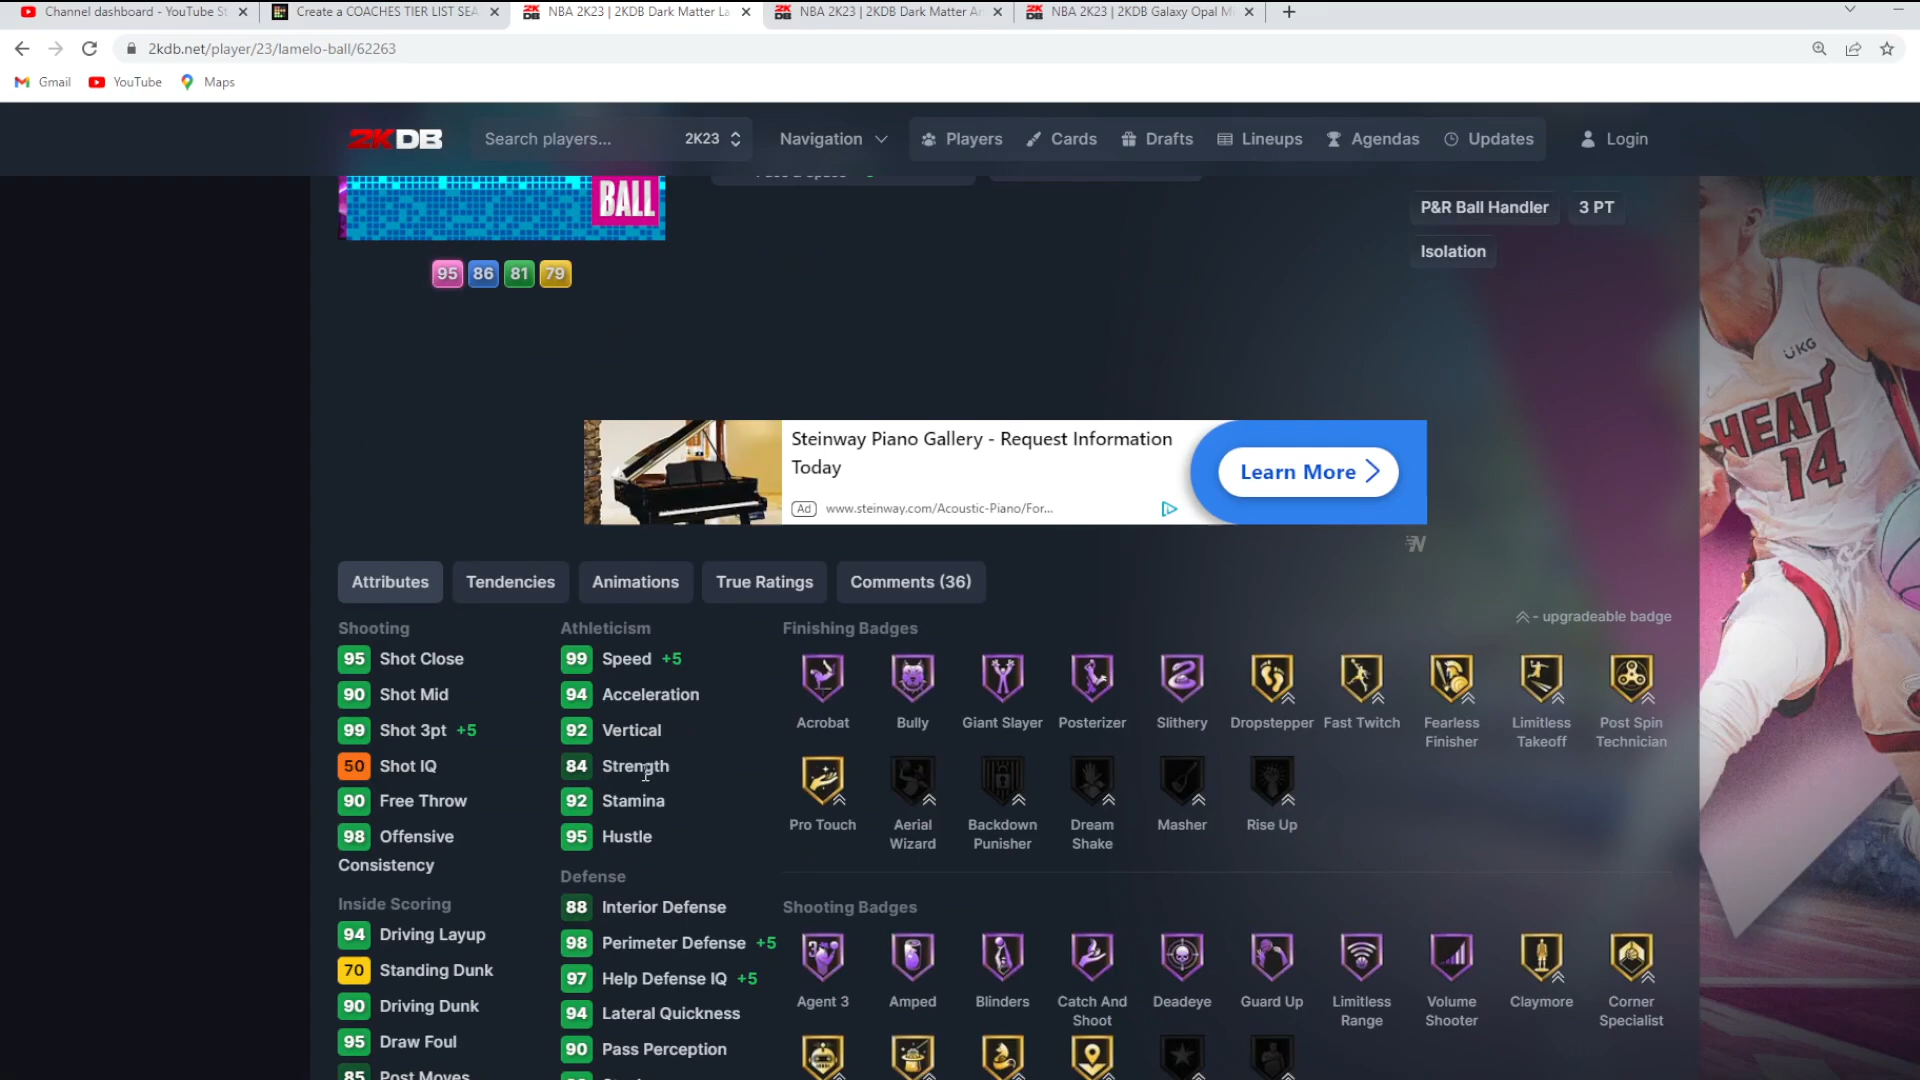 Channel dashboard - YouTube St
Create a COACHES TIER LIST SEA
NBA 2K23 | 2KDB Dark Matter La
NBA 2K23 | 2KDB Dark Matter Ar
NBA 2K23 | 2KDB Galaxy Opal Mi
2kdb.net/player/23/lamelo-ball/62263
Gmail YouTube Maps
2KDB
Search players... 2K23
Navigation
Players Cards Drafts Lineups Agendas Updates
Login
BALL
P&R Ball Handler 3 PT
Isolation
95 86 81 79
UKG
HEAT
14
Steinway Piano Gallery - Request Information
Today
Ad www.steinway.com/Acoustic-Piano/For...
Learn More
N
Attributes Tendencies Animations True Ratings Comments (36)
- upgradeable badge
Shooting
95 Shot Close
90 Shot Mid
99 Shot 3pt +5
50 Shot IQ
90 Free Throw
98 Offensive
Consistency
Inside Scoring
94 Driving Layup
70 Standing Dunk
90 Driving Dunk
95 Draw Foul
85 Post Moves
Athleticism
99 Speed +5
94 Acceleration
92 Vertical
84 Strength
92 Stamina
95 Hustle
Defense
88 Interior Defense
98 Perimeter Defense +5
97 Help Defense IQ +5
94 Lateral Quickness
90 Pass Perception
Finishing Badges
Acrobat Bully Giant Slayer Posterizer Slithery Dropstepper Fast Twitch Fearless Limitless Post Spin
Finisher Takeoff Technician
Pro Touch Aerial Backdown Dream Masher Rise Up
Wizard Punisher Shake
Shooting Badges
3
Agent 3 Amped Blinders Catch And Deadeye Guard Up Limitless Volume Claymore Corner
Shoot Range Shooter Specialist